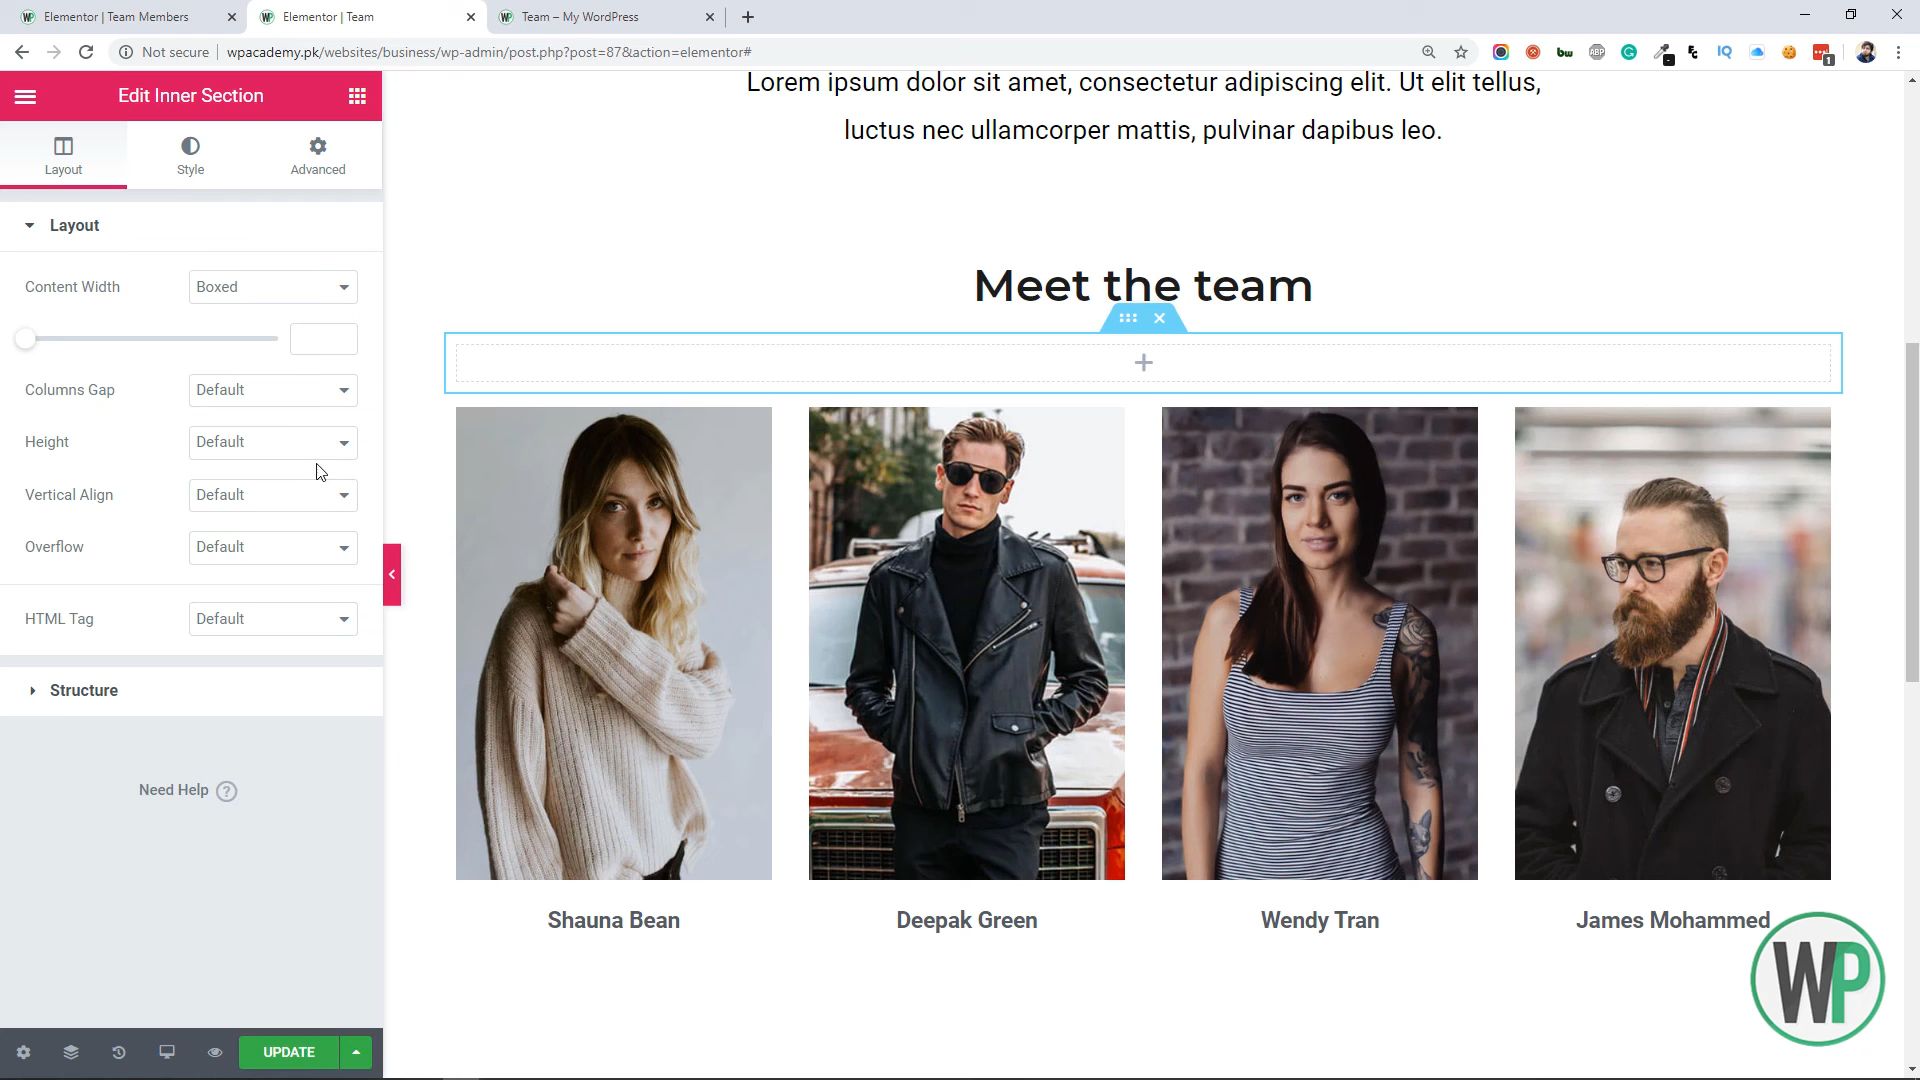 Elementor | Team Members
Elementor | Team
Team – My WordPress
Not secure
wpacademy.pk/websites/business/wp-admin/post.php?post=87&action=elementor#
bw
ABP
IQ
1
Edit Inner Section
Layout
Style
Advanced
Layout
Content Width
Boxed
Columns Gap
Default
Height
Default
Vertical Align
Default
Overflow
Default
HTML Tag
Default
Structure
Need Help ?
UPDATE
Lorem ipsum dolor sit amet, consectetur adipiscing elit. Ut elit tellus,
luctus nec ullamcorper mattis, pulvinar dapibus leo.
Meet the team
Shauna Bean
Deepak Green
Wendy Tran
James Mohammed
WP